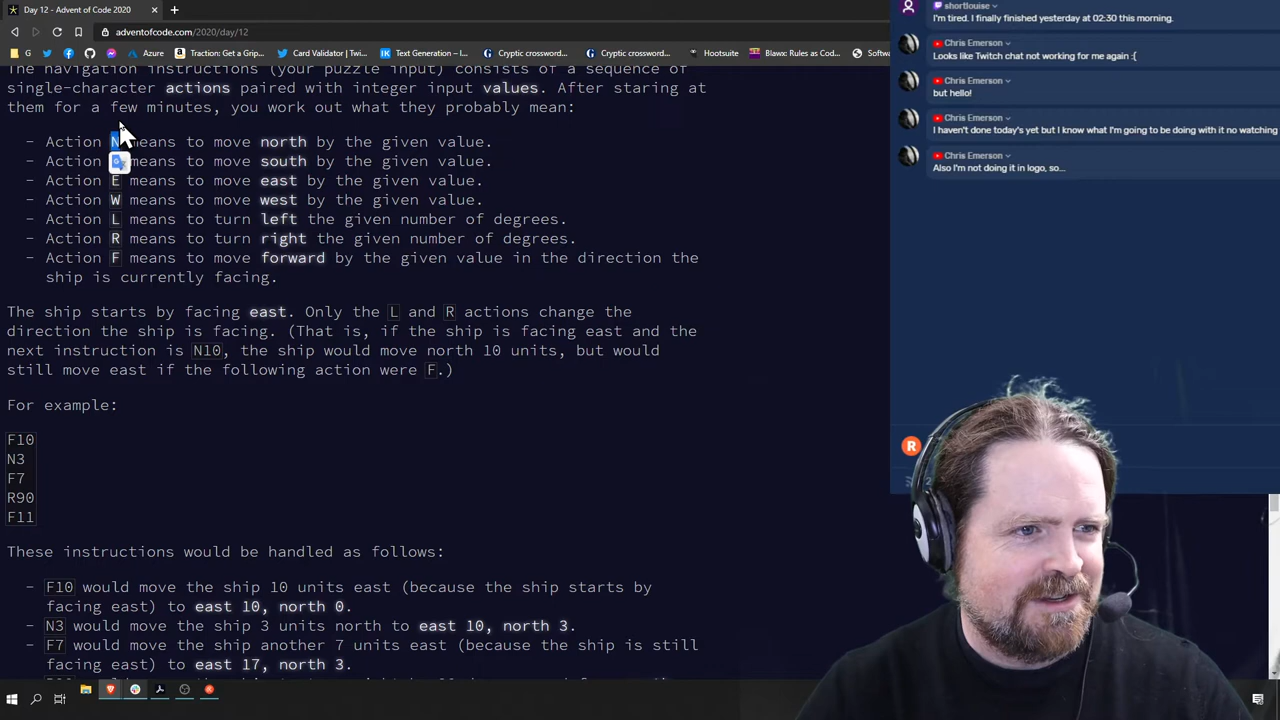 Day 12 - Advent of Code 2020
adventofcode.com/2020/day/12
G
Azure
Traction: Get a Grip...
Card Validator | Tw...
Text Generation – In...
Cryptic crossword...
Cryptic crossword...
Hootsuite
Blawx: Rules as Cod...
Softwa
The navigation instructions (your puzzle input) consists of a sequence of
single-character actions paired with integer input values. After staring at
them for a few minutes, you work out what they probably mean:
- Action N means to move north by the given value.
- Action means to move south by the given value.
- Action E means to move east by the given value.
- Action W means to move west by the given value.
- Action L means to turn left the given number of degrees.
- Action R means to turn right the given number of degrees.
- Action F means to move forward by the given value in the direction the
ship is currently facing.
The ship starts by facing east. Only the L and R actions change the
direction the ship is facing. (That is, if the ship is facing east and the
next instruction is N10, the ship would move north 10 units, but would
still move east if the following action were F.)
For example:
F10
N3
F7
R90
F11
These instructions would be handled as follows:
- F10 would move the ship 10 units east (because the ship starts by
facing east) to east 10, north 0.
- N3 would move the ship 3 units north to east 10, north 3.
- F7 would move the ship another 7 units east (because the ship is still
facing east) to east 17, north 3.
shortlouise
I'm tired. I finally finished yesterday at 02:30 this morning.
Chris Emerson
Looks like Twitch chat not working for me again :{
Chris Emerson
but hello!
Chris Emerson
I haven't done today's yet but I know what I'm going to be doing with it no watching
Chris Emerson
Also I'm not doing it in logo, so...
R
2